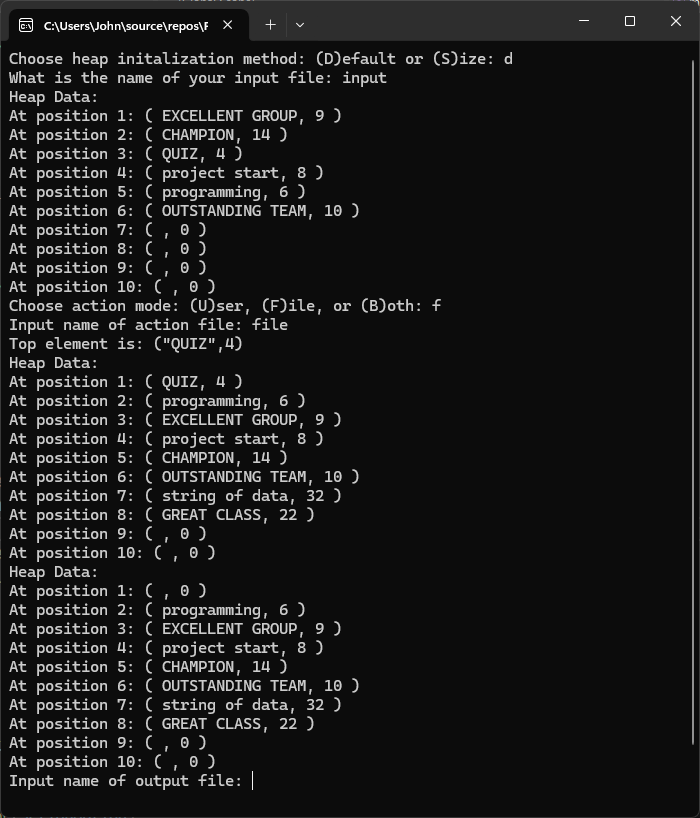 C:\Users\John\source\repos\F
Choose heap initalization method: (D)efault or (S)ize: d
What is the name of your input file: input
Heap Data:
At position 1: ( EXCELLENT GROUP, 9 )
At position 2: ( CHAMPION, 14 )
At position 3: ( QUIZ, 4 )
At position 4: ( project start, 8 )
At position 5: ( programming, 6 )
At position 6: ( OUTSTANDING TEAM, 10 )
At position 7: ( , 0 )
At position 8: ( , 0 )
At position 9: ( , 0 )
At position 10: ( , 0 )
Choose action mode: (U)ser, (F)ile, or (B)oth: f
Input name of action file: file
Top element is: ("QUIZ",4)
Heap Data:
At position 1: ( QUIZ, 4 )
At position 2: ( programming, 6 )
At position 3: ( EXCELLENT GROUP, 9 )
At position 4: ( project start, 8 )
At position 5: ( CHAMPION, 14 )
At position 6: ( OUTSTANDING TEAM, 10 )
At position 7: ( string of data, 32 )
At position 8: ( GREAT CLASS, 22 )
At position 9: ( , 0 )
At position 10: ( , 0 )
Heap Data:
At position 1: ( , 0 )
At position 2: ( programming, 6 )
At position 3: ( EXCELLENT GROUP, 9 )
At position 4: ( project start, 8 )
At position 5: ( CHAMPION, 14 )
At position 6: ( OUTSTANDING TEAM, 10 )
At position 7: ( string of data, 32 )
At position 8: ( GREAT CLASS, 22 )
At position 9: ( , 0 )
At position 10: ( , 0 )
Input name of output file: